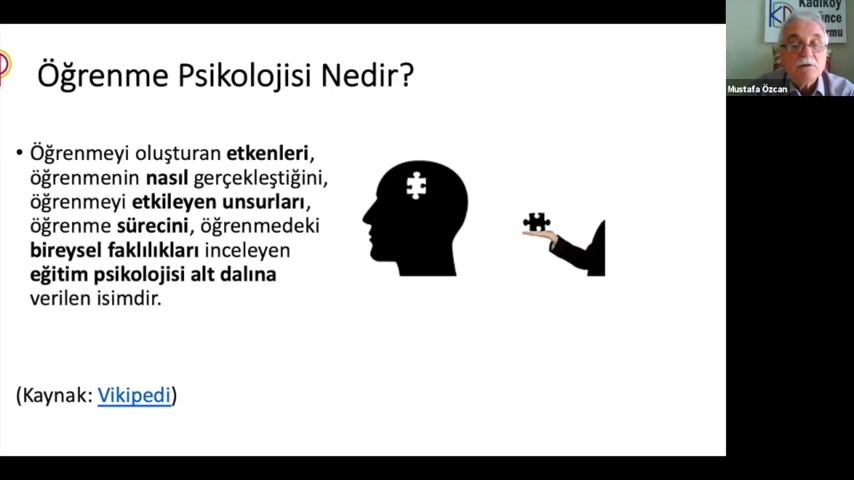 Öğrenme Psikolojisi Nedir?
• Öğrenmeyi oluşturan etkenleri,
öğrenmenin nasıl gerçekleştiğini,
öğrenmeyi etkileyen unsurları,
öğrenme sürecini, öğrenmedeki
bireysel faklılıkları inceleyen
eğitim psikolojisi alt dalına
verilen isimdir.
(Kaynak: Vikipedi)
Kadıköy
Mustafa Özcan